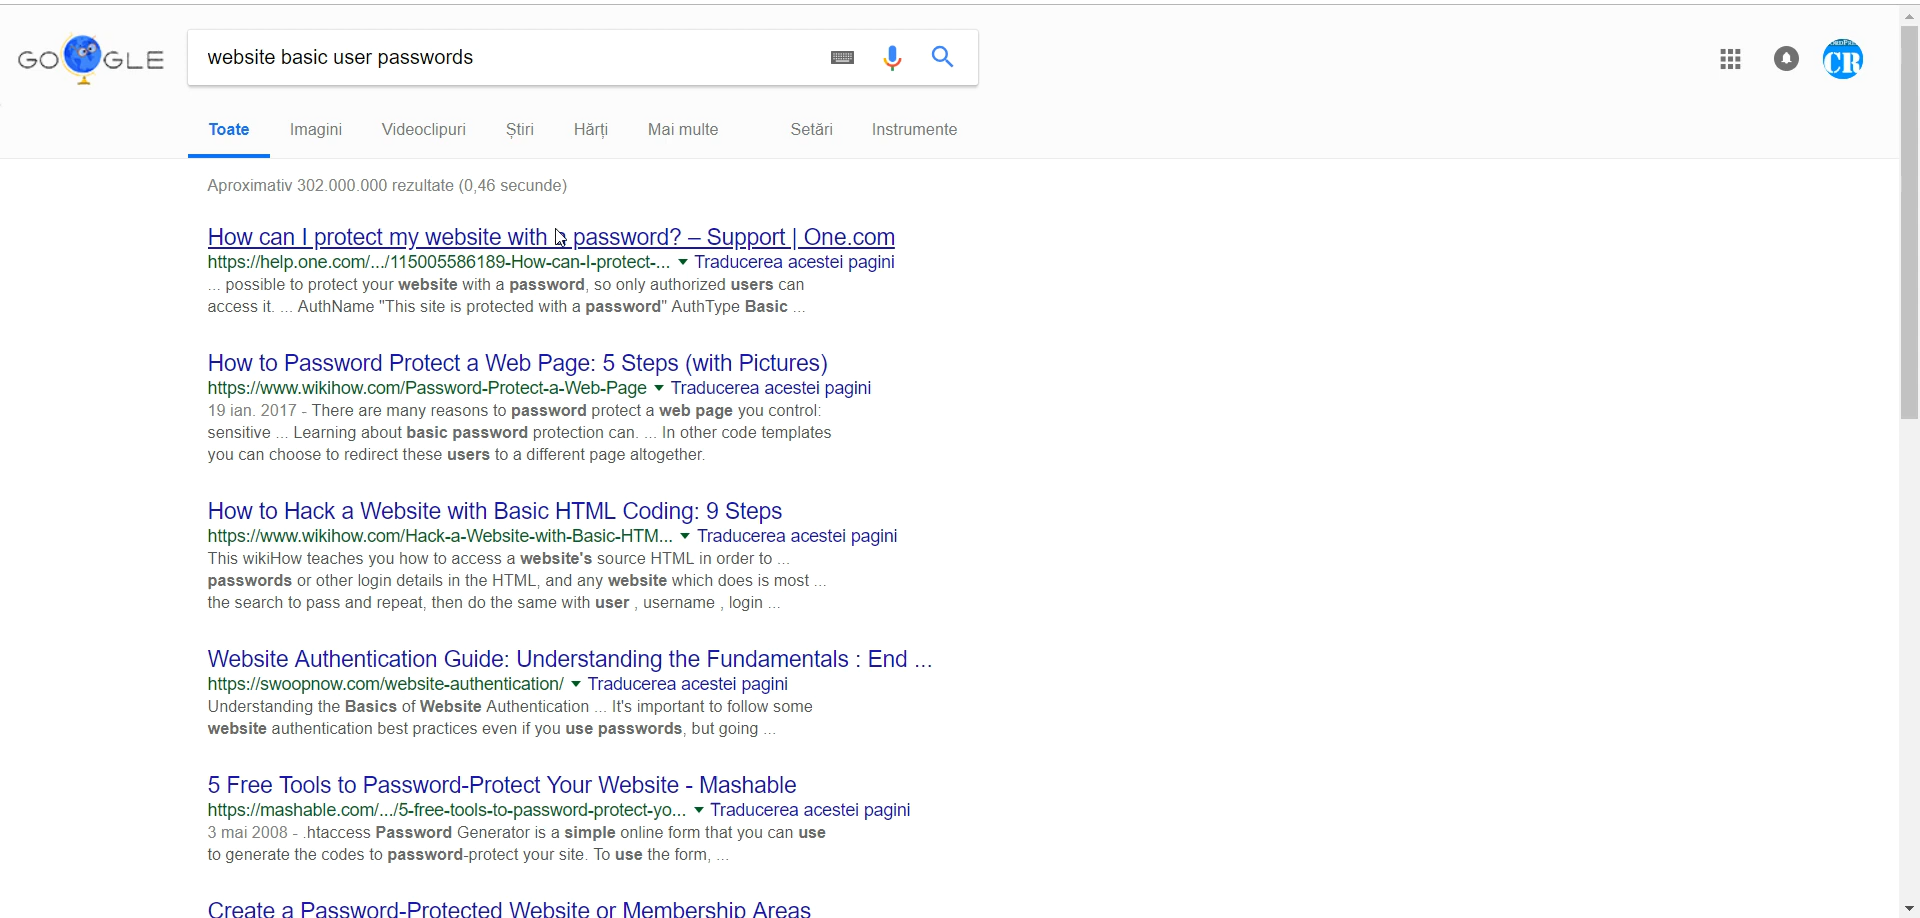 GO GLE
website basic user passwords
Toate Imagini Videoclipuri Știri Hărți Mai multe Setări Instrumente
CR
Aproximativ 302.000.000 rezultate (0,46 secunde)
How can I protect my website with a password? – Support | One.com
https://help.one.com/.../115005586189-How-can-I-protect-... Traducerea acestei pagini
... possible to protect your website with a password, so only authorized users can
access it. ... AuthName "This site is protected with a password" AuthType Basic ...
How to Password Protect a Web Page: 5 Steps (with Pictures)
https://www.wikihow.com/Password-Protect-a-Web-Page Traducerea acestei pagini
19 ian. 2017 - There are many reasons to password protect a web page you control:
sensitive ... Learning about basic password protection can. ... In other code templates
you can choose to redirect these users to a different page altogether.
How to Hack a Website with Basic HTML Coding: 9 Steps
https://www.wikihow.com/Hack-a-Website-with-Basic-HTM... Traducerea acestei pagini
This wikiHow teaches you how to access a website's source HTML in order to ...
passwords or other login details in the HTML, and any website which does is most ...
the search to pass and repeat, then do the same with user , username , login ...
Website Authentication Guide: Understanding the Fundamentals : End ...
https://swoopnow.com/website-authentication/ Traducerea acestei pagini
Understanding the Basics of Website Authentication ... It's important to follow some
website authentication best practices even if you use passwords, but going ...
5 Free Tools to Password-Protect Your Website - Mashable
https://mashable.com/.../5-free-tools-to-password-protect-yo... Traducerea acestei pagini
3 mai 2008 - .htaccess Password Generator is a simple online form that you can use
to generate the codes to password-protect your site. To use the form, ...
Create a Password-Protected Website or Membership Areas